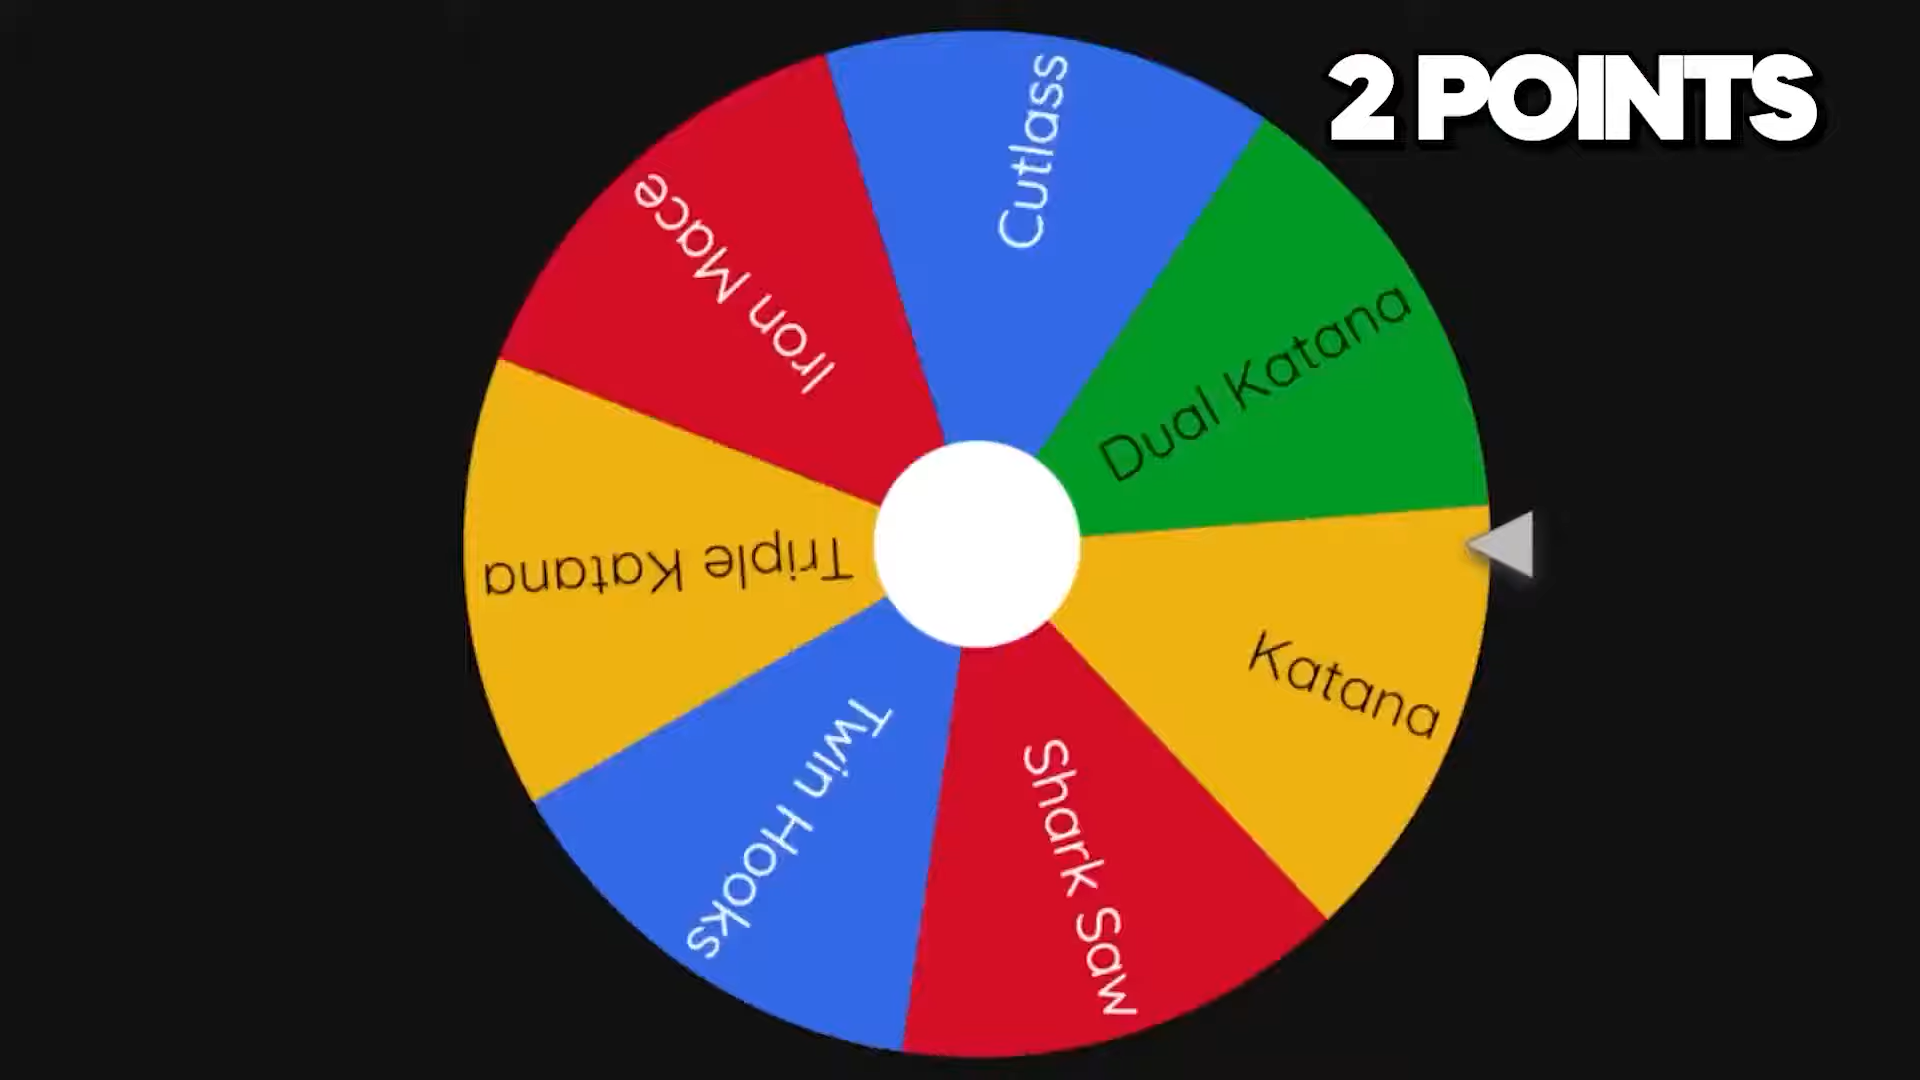 2 POINTS
Cutlass
Dual Katana
Katana
Shark Saw
Twin Hooks
Triple Katana
Iron Mace